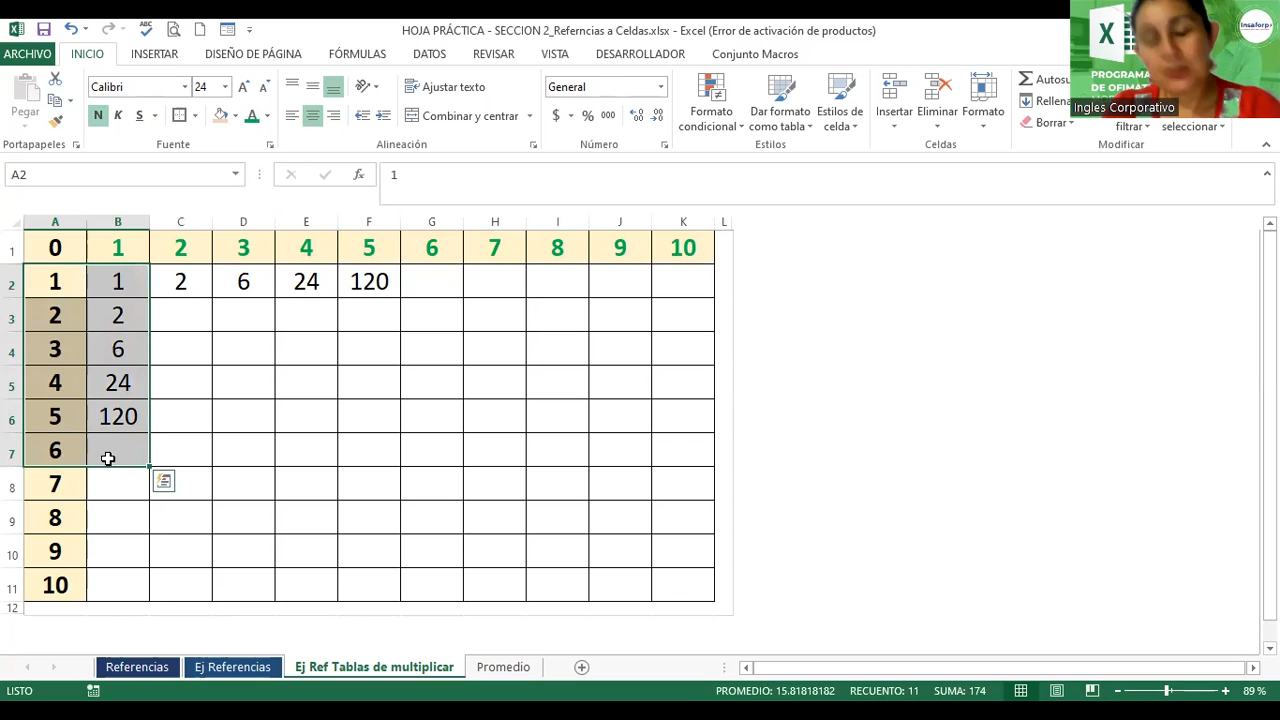 HOJA PRÁCTICA - SECCION 2_Referncias a Celdas.xlsx - Excel (Error de activación de productos)
ARCHIVO INICIO INSERTAR DISEÑO DE PÁGINA FÓRMULAS DATOS REVISAR VISTA DESARROLLADOR Conjunto Macros
Insaforp
PROGRAMA
DE OFIMÁ
Ingles Corporativo
Pegar
Calibri 24
N K S
Ajustar texto
Combinar y centrar
General
$ % 000
Formato condicional
Dar formato como tabla
Estilos de celda
Insertar Eliminar Formato
Autosu
Rellena
Borrar
filtrar
seleccionar
Portapapeles Fuente Alineación Número Estilos Celdas Modificar
A2 fx 1
A B C D E F G H I J K L
1 0 1 2 3 4 5 6 7 8 9 10
2 1 1 2 6 24 120
3 2 2
4 3 6
5 4 24
6 5 120
7 6
8 7
9 8
10 9
11 10
12
Referencias Ej Referencias Ej Ref Tablas de multiplicar Promedio
LISTO PROMEDIO: 15.81818182 RECUENTO: 11 SUMA: 174 89 %